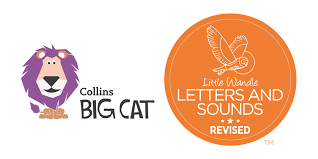 Collins
BIG CAT
Little Wandle
LETTERS AND
SOUNDS
REVISED
TM